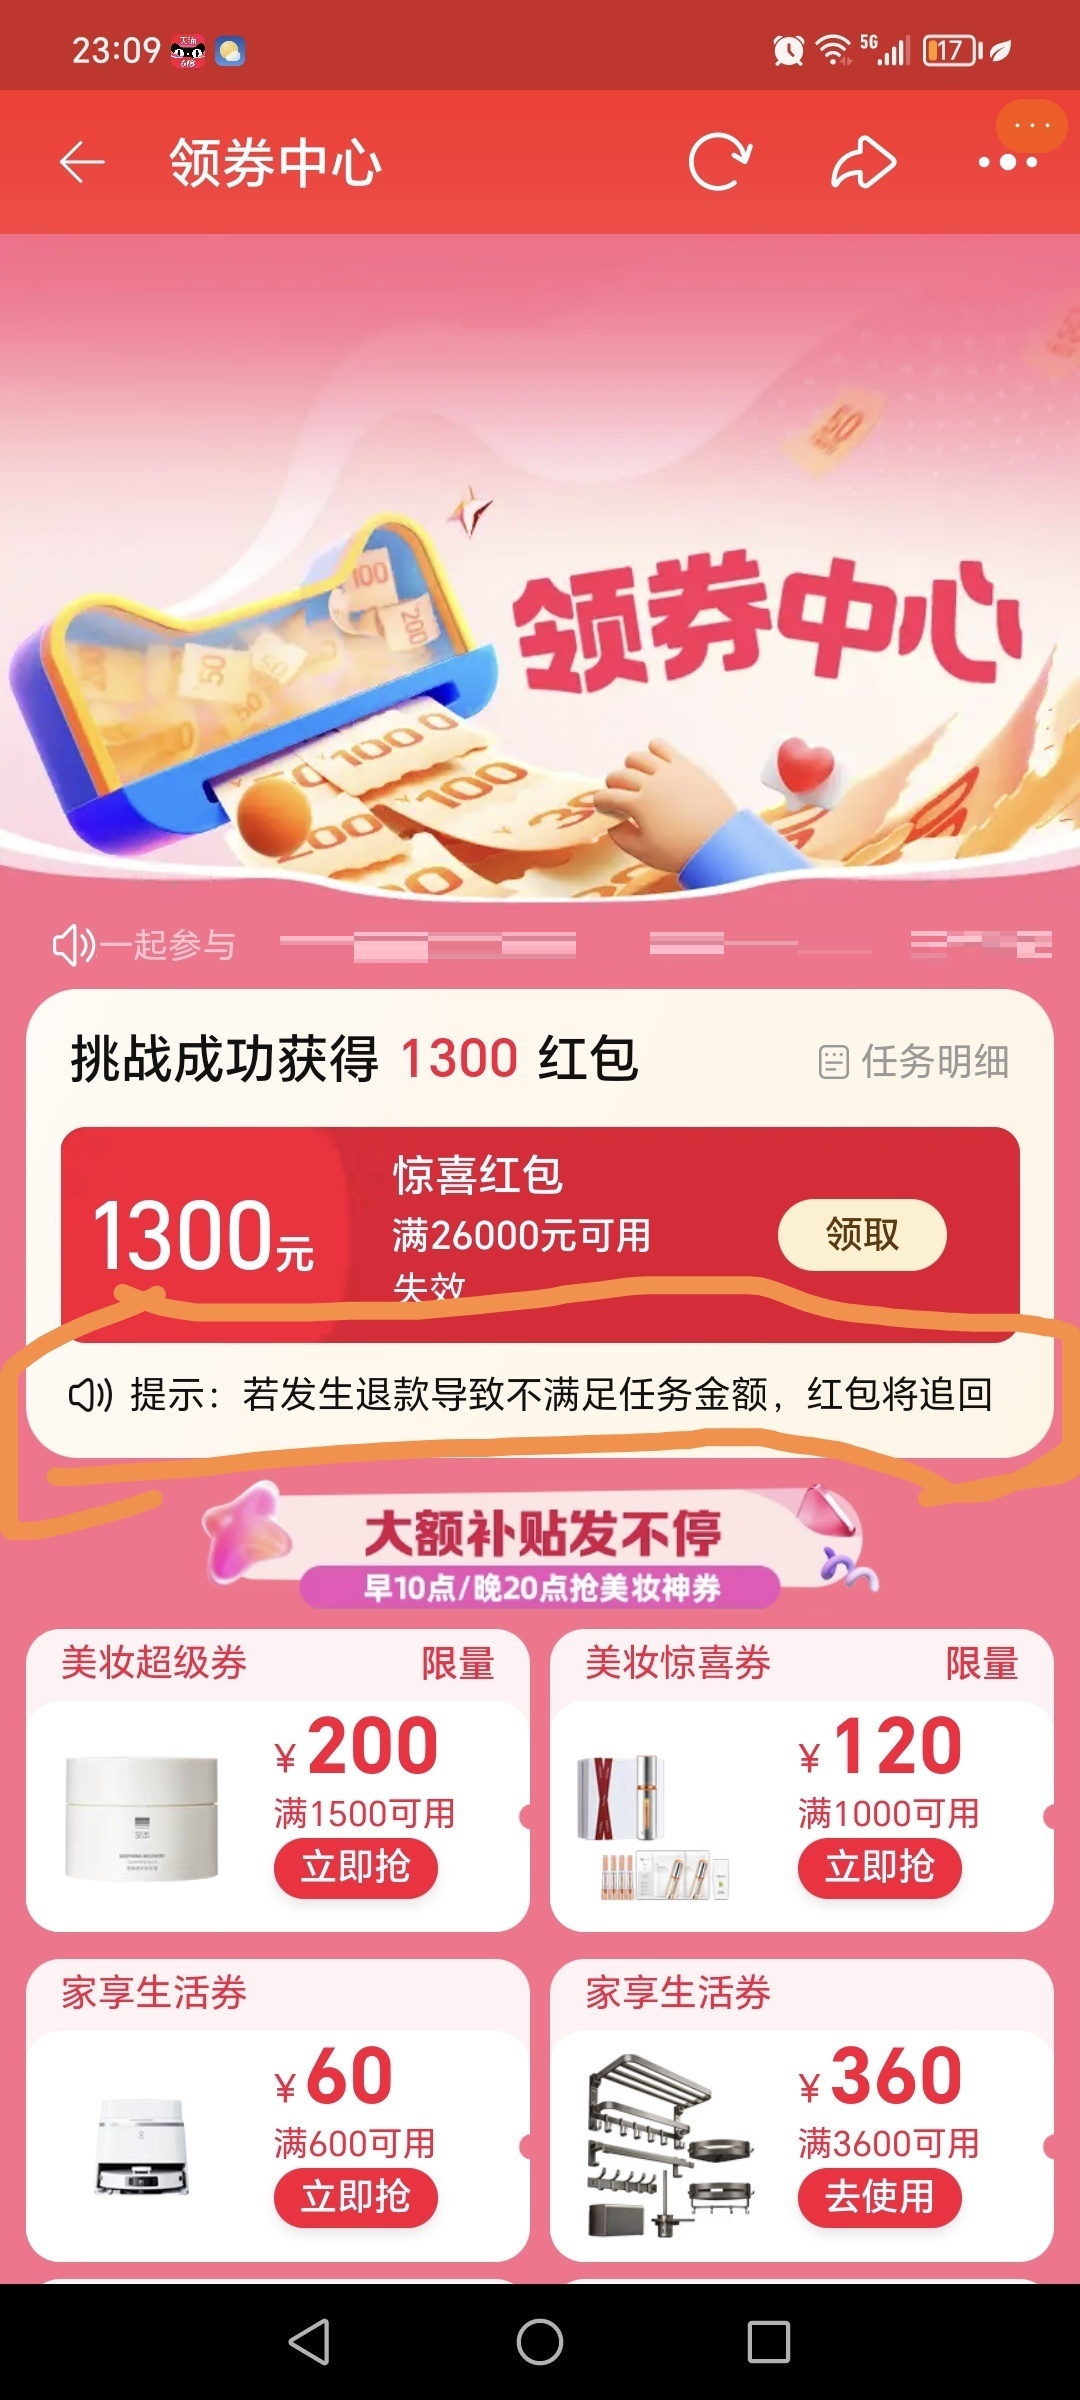 23:09
5G
17
领券中心
领券中心
一起参与
挑战成功获得 1300 红包
任务明细
1300元
惊喜红包
满26000元可用
失效
领取
提示：若发生退款导致不满足任务金额，红包将追回
大额补贴发不停
早10点/晚20点抢美妆神券
美妆超级券 限量
¥200
满1500可用
立即抢
美妆惊喜券 限量
¥120
满1000可用
立即抢
家享生活券
¥60
满600可用
立即抢
家享生活券
¥360
满3600可用
去使用